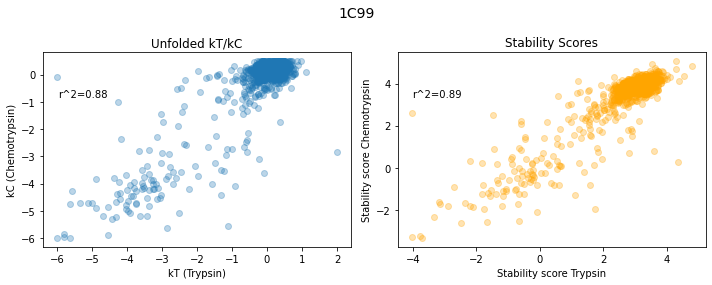 1C99
Unfolded kT/kC
Stability Scores
r^2=0.88
r^2=0.89
kC (Chemotrypsin)
Stability score Chemotrypsin
0
−1
−2
−3
−4
−5
−6
4
2
0
−2
−6 −5 −4 −3 −2 −1 0 1 2
−4 −2 0 2 4
kT (Trypsin)
Stability score Trypsin